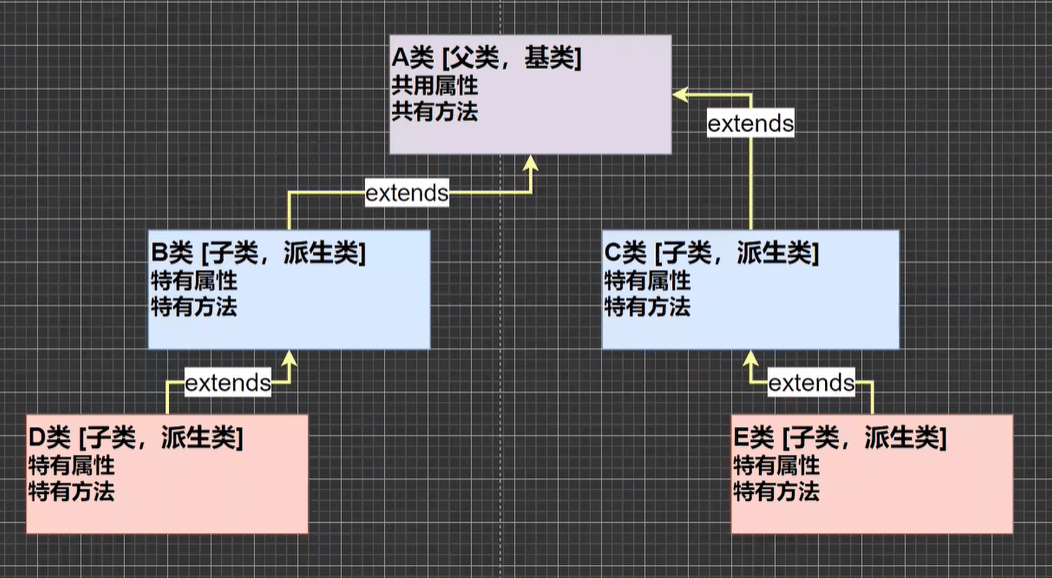 A类 [父类，基类]
共用属性
共有方法
extends
extends
B类 [子类，派生类]
特有属性
特有方法
C类 [子类，派生类]
特有属性
特有方法
extends
extends
D类 [子类，派生类]
特有属性
特有方法
E类 [子类，派生类]
特有属性
特有方法